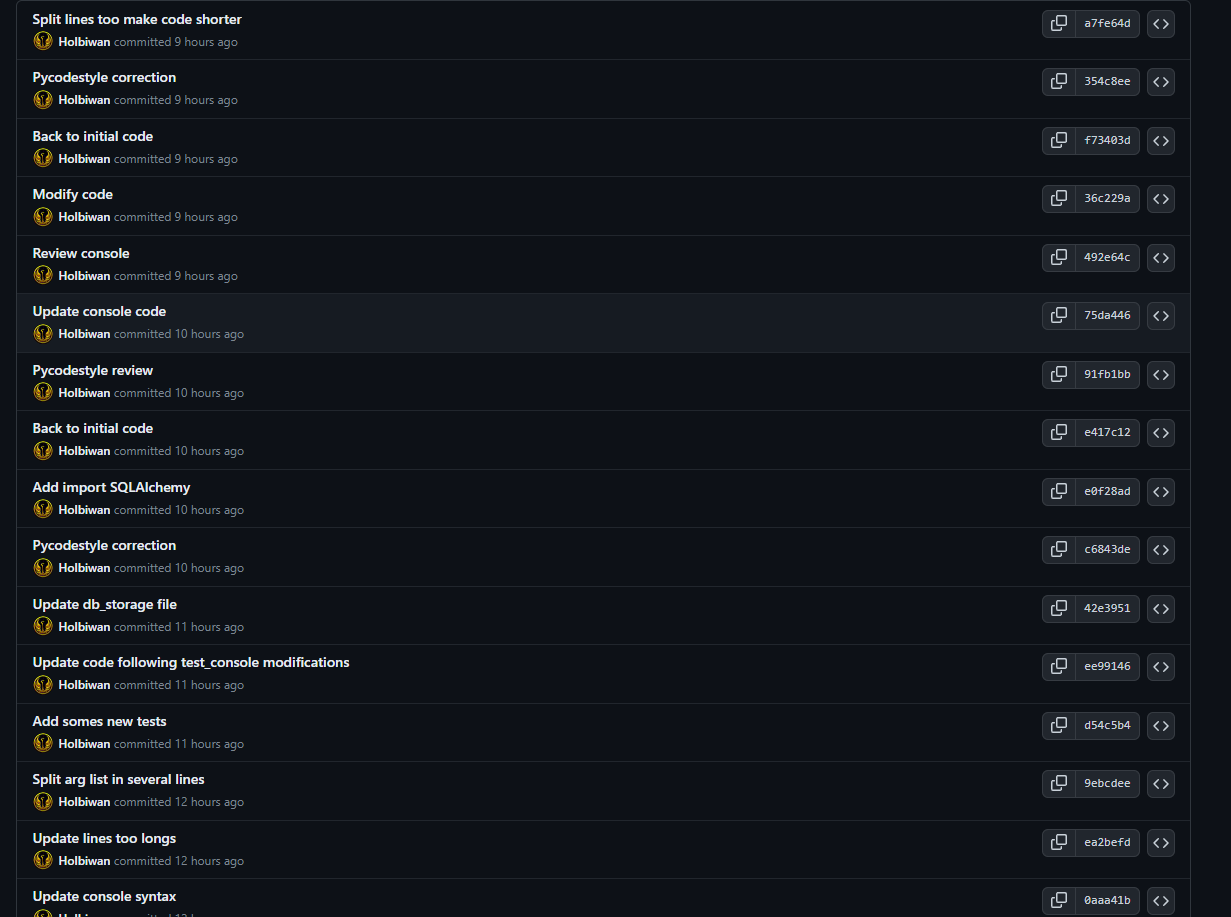 Split lines too make code shorter
a7fe64d
Holbiwan committed 9 hours ago
Pycodestyle correction
354c8ee
Holbiwan committed 9 hours ago
Back to initial code
f73403d
Holbiwan committed 9 hours ago
Modify code
36c229a
Holbiwan committed 9 hours ago
Review console
492e64c
Holbiwan committed 9 hours ago
Update console code
75da446
Holbiwan committed 10 hours ago
Pycodestyle review
91fb1bb
Holbiwan committed 10 hours ago
Back to initial code
e417c12
Holbiwan committed 10 hours ago
Add import SQLAlchemy
e0f28ad
Holbiwan committed 10 hours ago
Pycodestyle correction
c6843de
Holbiwan committed 10 hours ago
Update db_storage file
42e3951
Holbiwan committed 11 hours ago
Update code following test_console modifications
ee99146
Holbiwan committed 11 hours ago
Add somes new tests
d54c5b4
Holbiwan committed 11 hours ago
Split arg list in several lines
9ebcdee
Holbiwan committed 12 hours ago
Update lines too longs
ea2befd
Holbiwan committed 12 hours ago
Update console syntax
0aaa41b